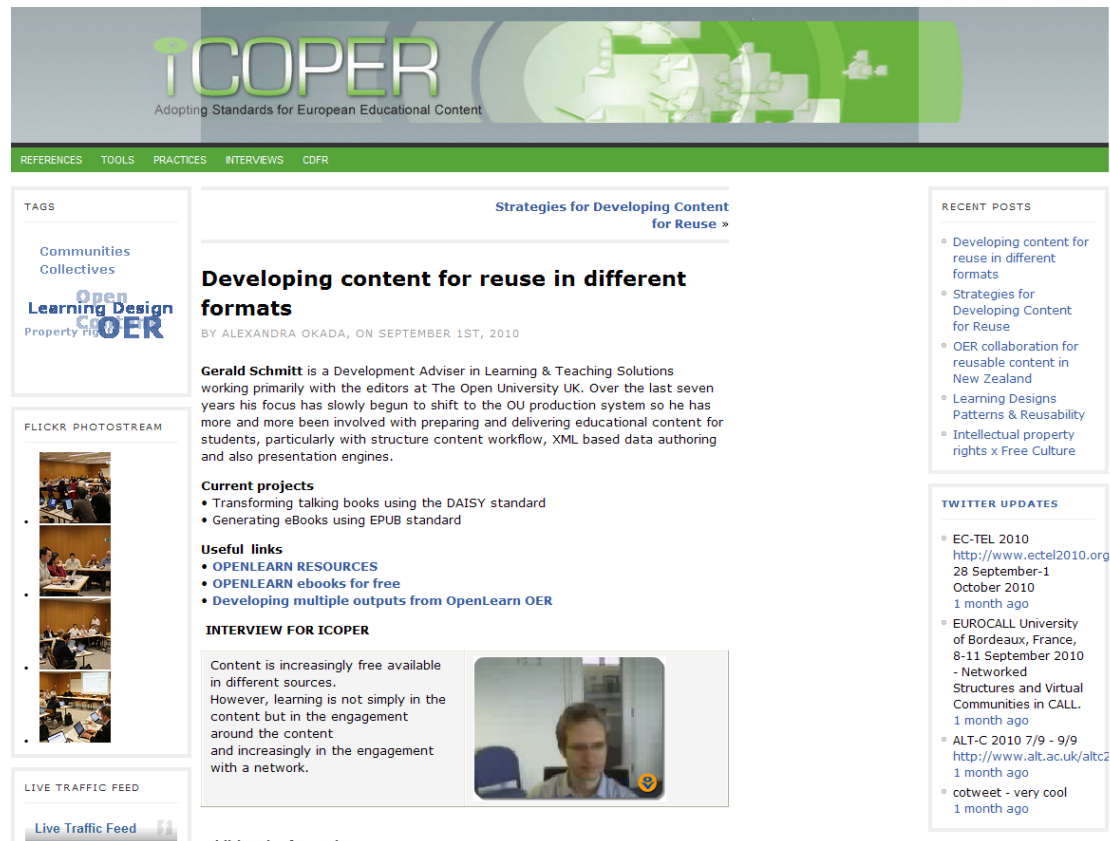 iCOPER
Adopting Standards for European Educational Content
REFERENCES TOOLS PRACTICES INTERVIEWS CDFR
TAGS
Communities
Collectives
Open
Learning Design
Content
Property rights
OER
FLICKR PHOTOSTREAM
LIVE TRAFFIC FEED
Live Traffic Feed
Strategies for Developing Content
for Reuse »
Developing content for reuse in different
formats
BY ALEXANDRA OKADA, ON SEPTEMBER 1ST, 2010
Gerald Schmitt is a Development Adviser in Learning & Teaching Solutions
working primarily with the editors at The Open University UK. Over the last seven
years his focus has slowly begun to shift to the OU production system so he has
more and more been involved with preparing and delivering educational content for
students, particularly with structure content workflow, XML based data authoring
and also presentation engines.
Current projects
• Transforming talking books using the DAISY standard
• Generating eBooks using EPUB standard
Useful links
• OPENLEARN RESOURCES
• OPENLEARN ebooks for free
• Developing multiple outputs from OpenLearn OER
INTERVIEW FOR ICOPER
Content is increasingly free available
in different sources.
However, learning is not simply in the
content but in the engagement
around the content
and increasingly in the engagement
with a network.
RECENT POSTS
Developing content for
reuse in different
formats
Strategies for
Developing Content
for Reuse
OER collaboration for
reusable content in
New Zealand
Learning Designs
Patterns & Reusability
Intellectual property
rights x Free Culture
TWITTER UPDATES
EC-TEL 2010
http://www.ectel2010.org
28 September-1
October 2010
1 month ago
EUROCALL University
of Bordeaux, France,
8-11 September 2010
- Networked
Structures and Virtual
Communities in CALL.
1 month ago
ALT-C 2010 7/9 - 9/9
http://www.alt.ac.uk/altc2
1 month ago
cotweet - very cool
1 month ago